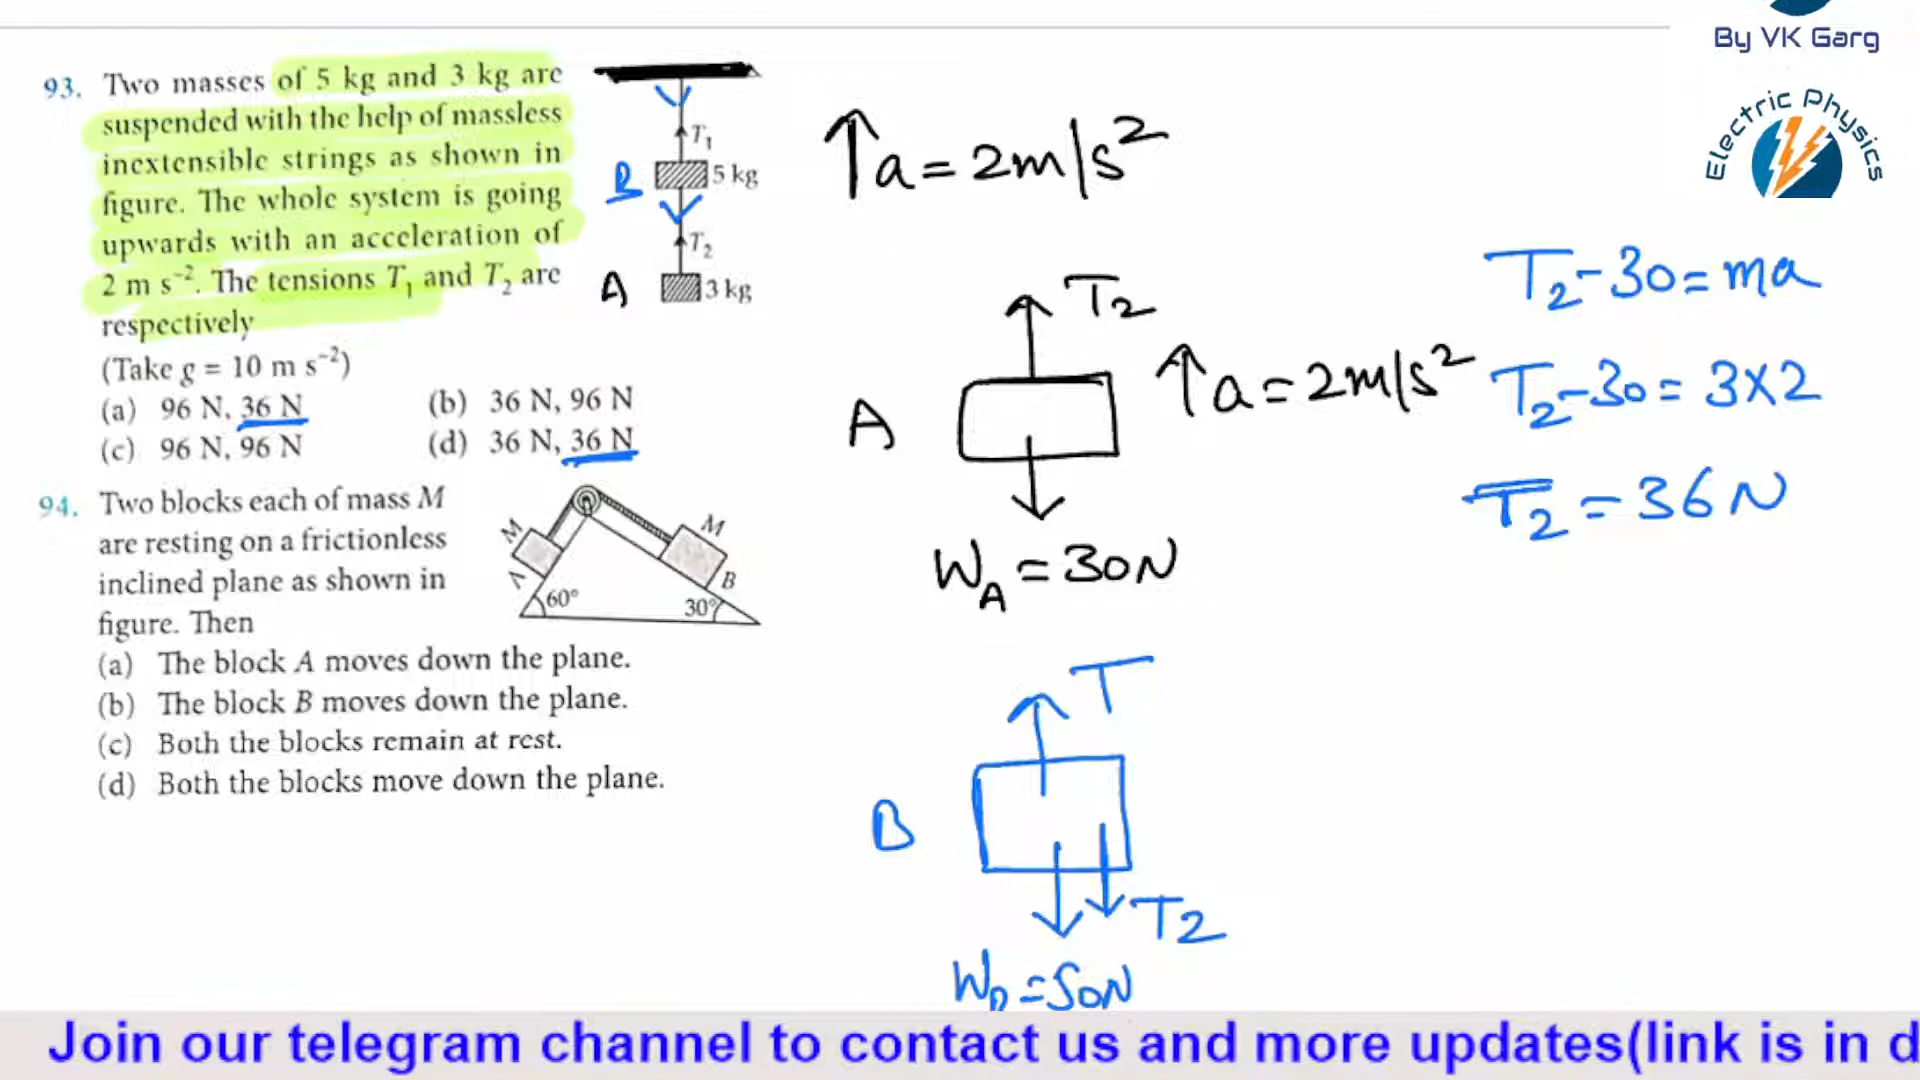 By VK Garg
Electric Physics
93. Two masses of 5 kg and 3 kg are
suspended with the help of massless
inextensible strings as shown in
figure. The whole system is going
upwards with an acceleration of
2 m s⁻². The tensions T₁ and T₂ are
respectively
(Take g = 10 m s⁻²)
(a) 96 N, 36 N (b) 36 N, 96 N
(c) 96 N, 96 N (d) 36 N, 36 N
T₁
B 5 kg
T₂
A 3 kg
↑a = 2m/s²
T₂
A ↑a = 2m/s²
W_A = 30N
T₂-30 = ma
T₂-30 = 3×2
T₂ = 36N
94. Two blocks each of mass M
are resting on a frictionless
inclined plane as shown in
figure. Then
(a) The block A moves down the plane.
(b) The block B moves down the plane.
(c) Both the blocks remain at rest.
(d) Both the blocks move down the plane.
M M
A B
60° 30°
T
B
T₂
W_B = 50N
Join our telegram channel to contact us and more updates(link is in d